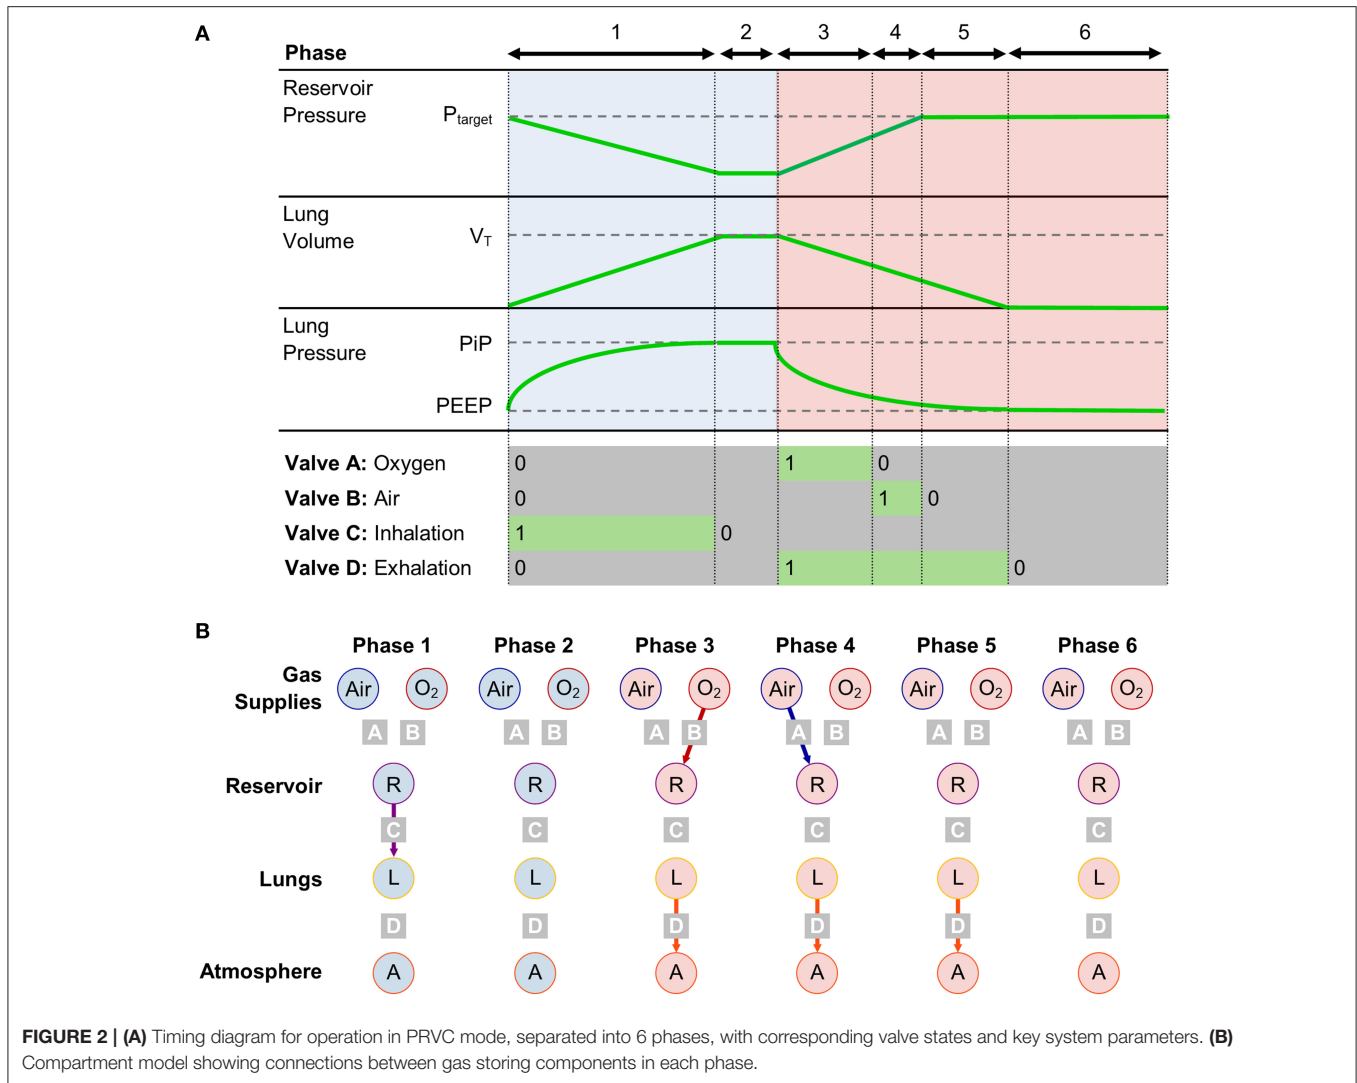 A
Phase 1 2 3 4 5 6
Reservoir
Pressure
Ptarget
Lung
Volume
VT
Lung
Pressure
PiP
PEEP
Valve A: Oxygen 0 1 0
Valve B: Air 0 1 0
Valve C: Inhalation 1 0
Valve D: Exhalation 0 1 0
B
Phase 1 Phase 2 Phase 3 Phase 4 Phase 5 Phase 6
Gas
Supplies
Air O2 Air O2 Air O2 Air O2 Air O2 Air O2
A B A B A B A B A B A B
Reservoir R R R R R R
C C C C C C
Lungs L L L L L L
D D D D D D
Atmosphere A A A A A A
FIGURE 2 | (A) Timing diagram for operation in PRVC mode, separated into 6 phases, with corresponding valve states and key system parameters. (B)
Compartment model showing connections between gas storing components in each phase.